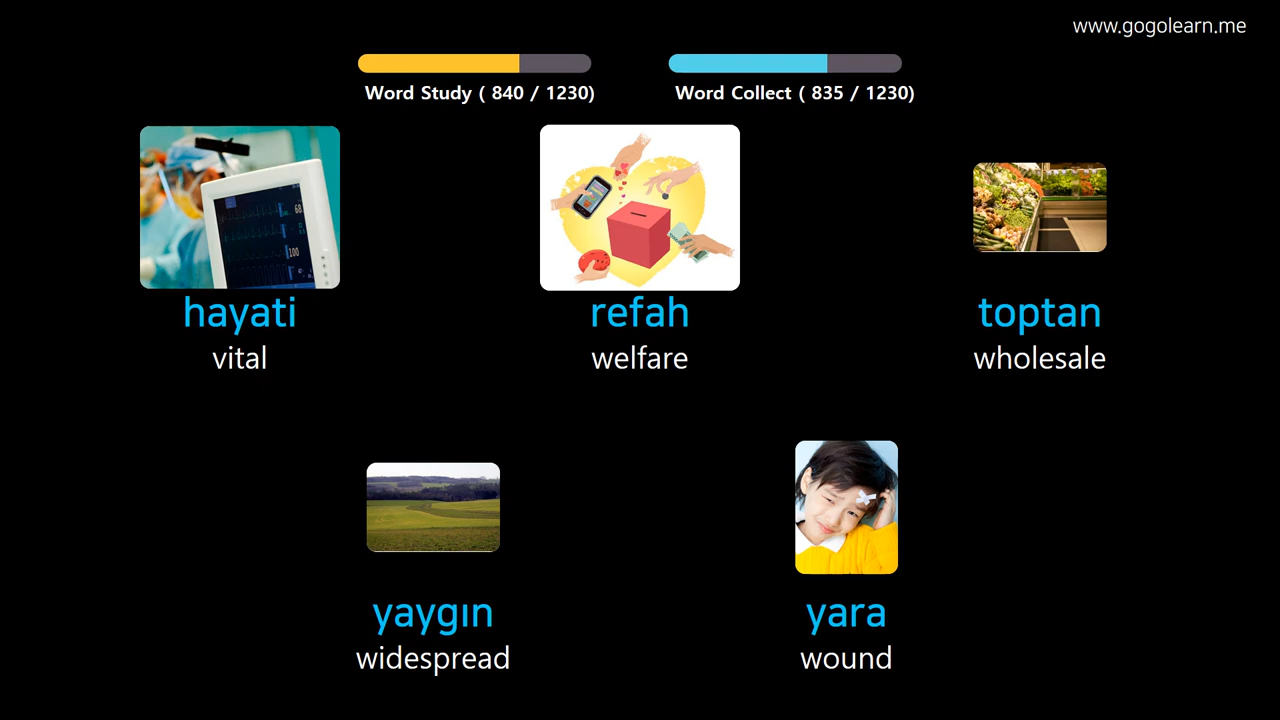 www.gogolearn.me
Word Study ( 840 / 1230)
Word Collect ( 835 / 1230)
hayati
vital
refah
welfare
toptan
wholesale
yaygın
widespread
yara
wound